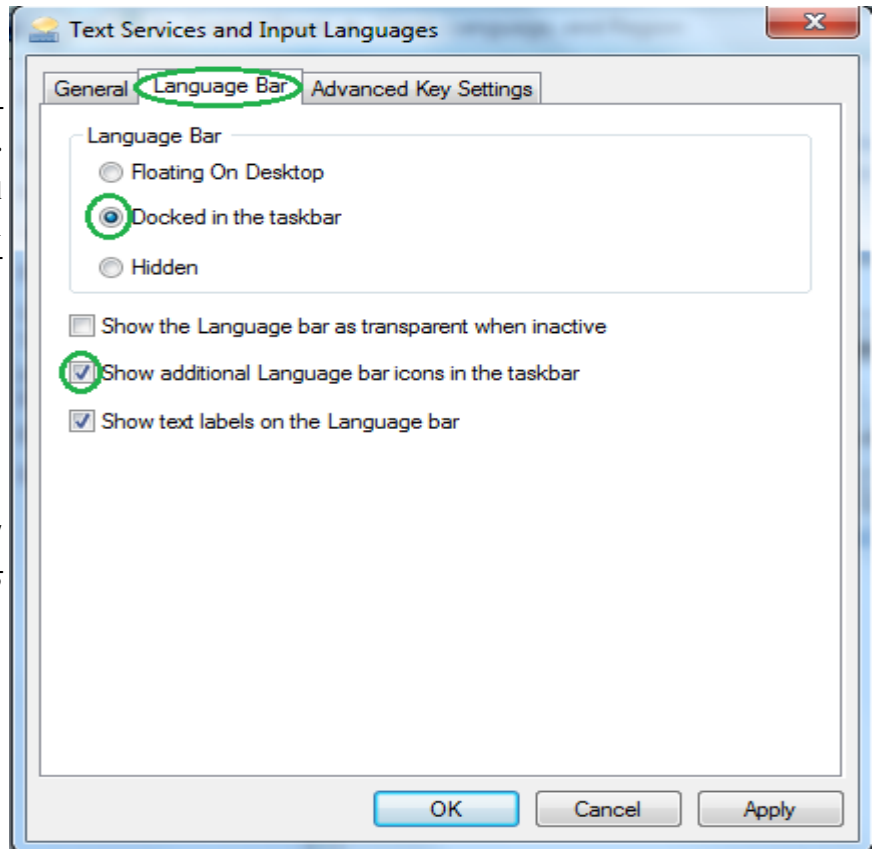 Text Services and Input Languages
General Language Bar Advanced Key Settings
Language Bar
Floating On Desktop
Docked in the taskbar
Hidden
Show the Language bar as transparent when inactive
Show additional Language bar icons in the taskbar
Show text labels on the Language bar
OK Cancel Apply